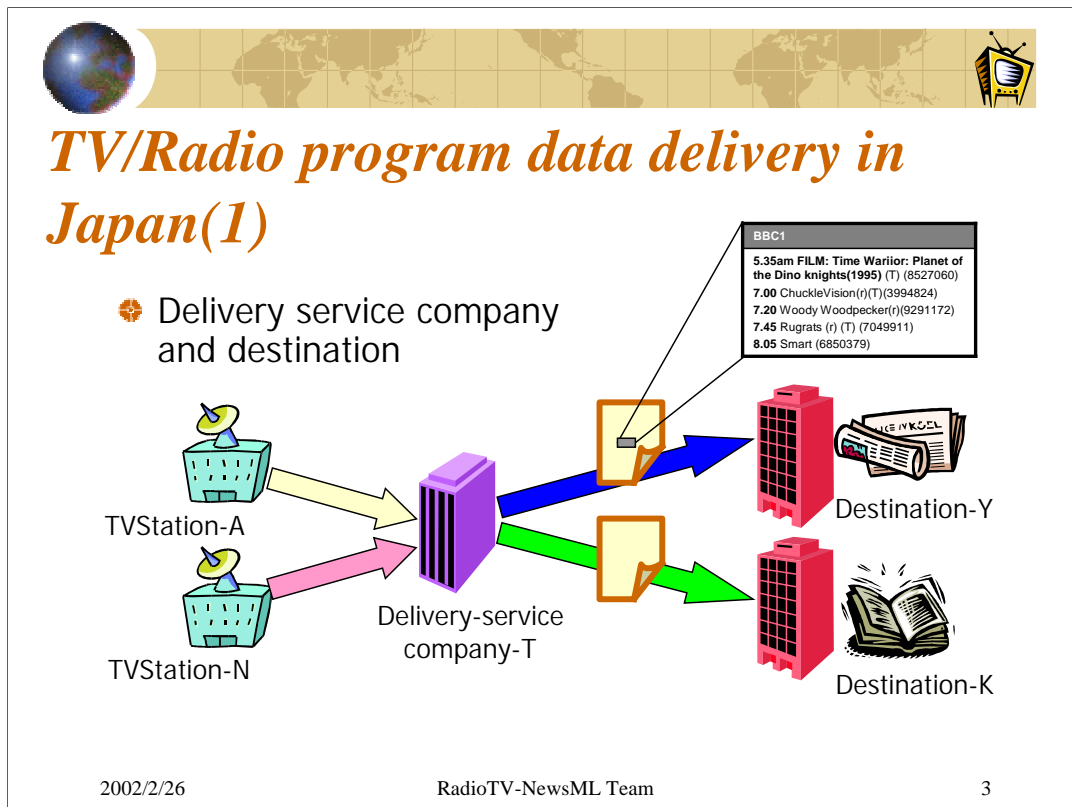 TV/Radio program data delivery in
Japan(1)
BBC1
5.35am FILM: Time Wariior: Planet of
the Dino knights(1995) (T) (8527060)
7.00 ChuckleVision(r)(T)(3994824)
7.20 Woody Woodpecker(r)(9291172)
7.45 Rugrats (r) (T) (7049911)
8.05 Smart (6850379)
Delivery service company
and destination
TVStation-A
Destination-Y
Delivery-service
company-T
TVStation-N
Destination-K
2002/2/26
RadioTV-NewsML Team
3